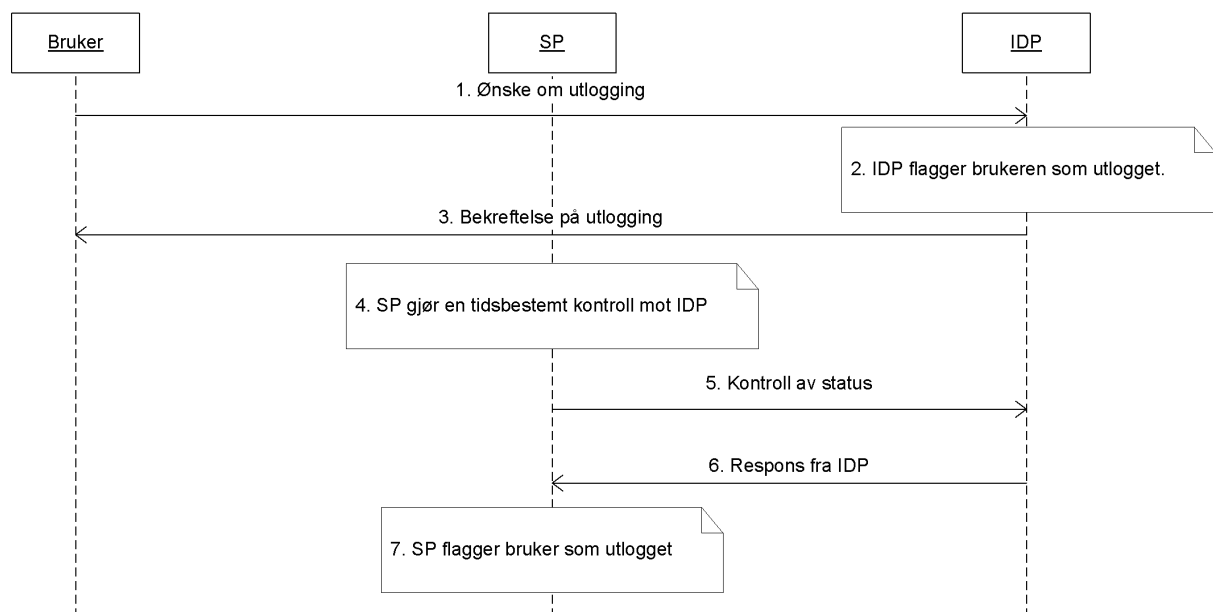 Bruker
SP
IDP
1. Ønske om utlogging
2. IDP flagger brukeren som utlogget.
3. Bekreftelse på utlogging
4. SP gjør en tidsbestemt kontroll mot IDP
5. Kontroll av status
6. Respons fra IDP
7. SP flagger bruker som utlogget